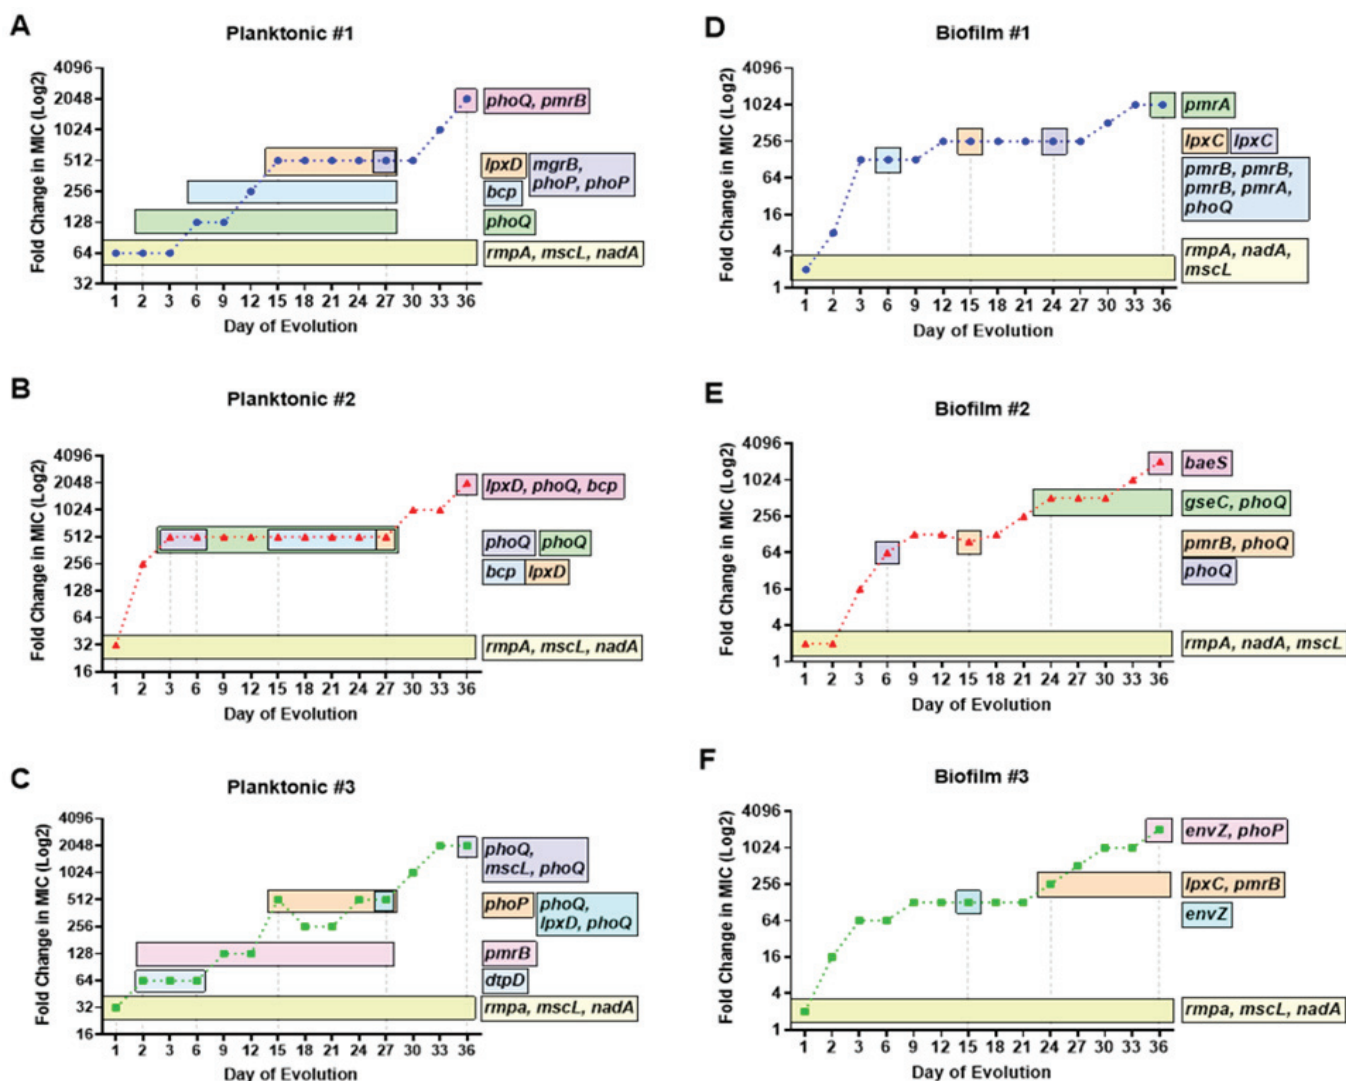 A
Planktonic #1
Fold Change in MIC (Log2)
4096
2048
1024
512
256
128
64
32
1 2 3 6 9 12 15 18 21 24 27 30 33 36
Day of Evolution
phoQ, pmrB
lpxD
mgrB,
phoP, phoP
bcp
phoQ
rmpA, mscL, nadA
B
Planktonic #2
Fold Change in MIC (Log2)
4096
2048
1024
512
256
128
64
32
16
1 2 3 6 9 12 15 18 21 24 27 30 33 36
Day of Evolution
lpxD, phoQ, bcp
phoQ phoQ
bcp lpxD
rmpA, mscL, nadA
C
Planktonic #3
Fold Change in MIC (Log2)
4096
2048
1024
512
256
128
64
32
16
1 2 3 6 9 12 15 18 21 24 27 30 33 36
Day of Evolution
phoQ,
mscL, phoQ
phoP
phoQ,
lpxD, phoQ
pmrB
dtpD
rmpa, mscL, nadA
D
Biofilm #1
Fold Change in MIC (Log2)
4096
1024
256
64
16
4
1
1 2 3 6 9 12 15 18 21 24 27 30 33 36
Day of Evolution
pmrA
lpxC lpxC
pmrB, pmrB,
pmrB, pmrA,
phoQ
rmpA, nadA,
mscL
E
Biofilm #2
Fold Change in MIC (Log2)
4096
1024
256
64
16
4
1
1 2 3 6 9 12 15 18 21 24 27 30 33 36
Day of Evolution
baeS
gseC, phoQ
pmrB, phoQ
phoQ
rmpA, nadA, mscL
F
Biofilm #3
Fold Change in MIC (Log2)
4096
1024
256
64
16
4
1
1 2 3 6 9 12 15 18 21 24 27 30 33 36
Day of Evolution
envZ, phoP
lpxC, pmrB
envZ
rmpa, mscL, nadA